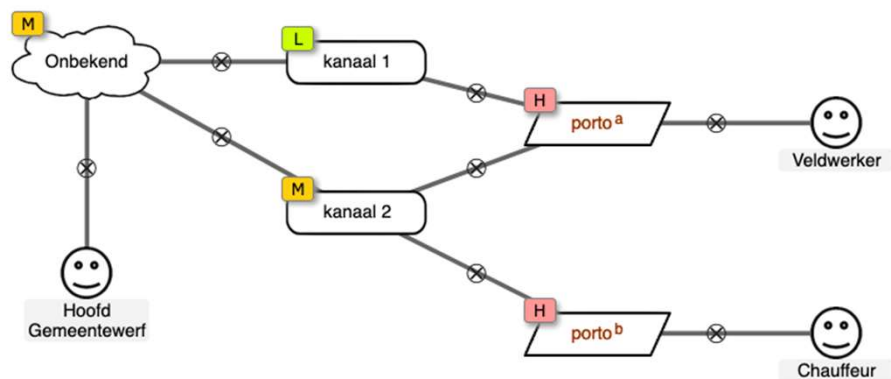 M
Onbekend
L
kanaal 1
H
porto a
Veldwerker
M
kanaal 2
Hoofd
Gemeentewerf
H
porto b
Chauffeur